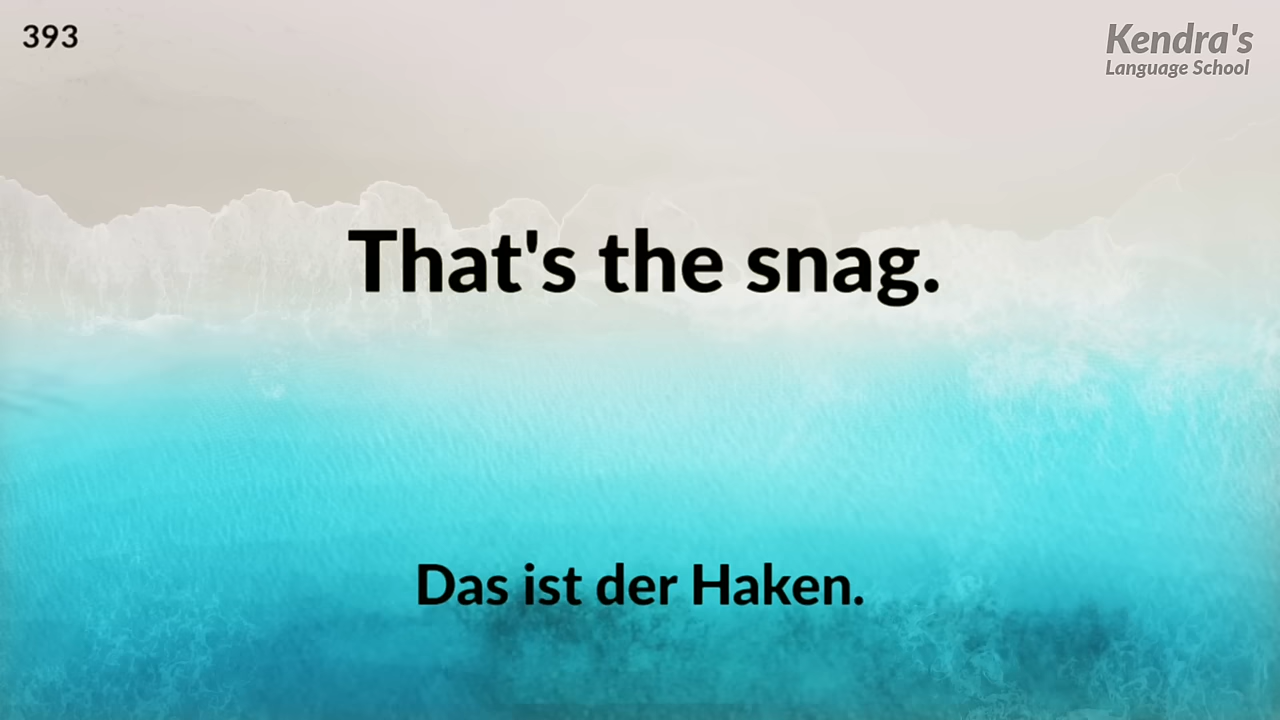 393
Kendra's
Language School
That's the snag.
Das ist der Haken.